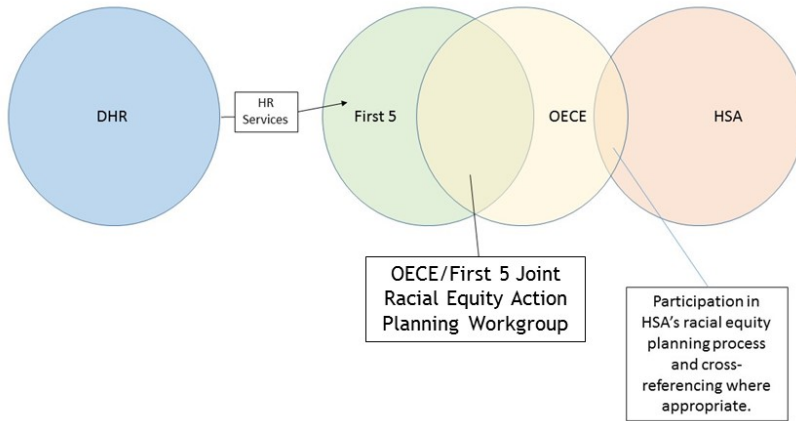 DHR
HR
Services
First 5
OECE
HSA
OECE/First 5 Joint
Racial Equity Action
Planning Workgroup
Participation in
HSA's racial equity
planning process
and cross-
referencing where
appropriate.